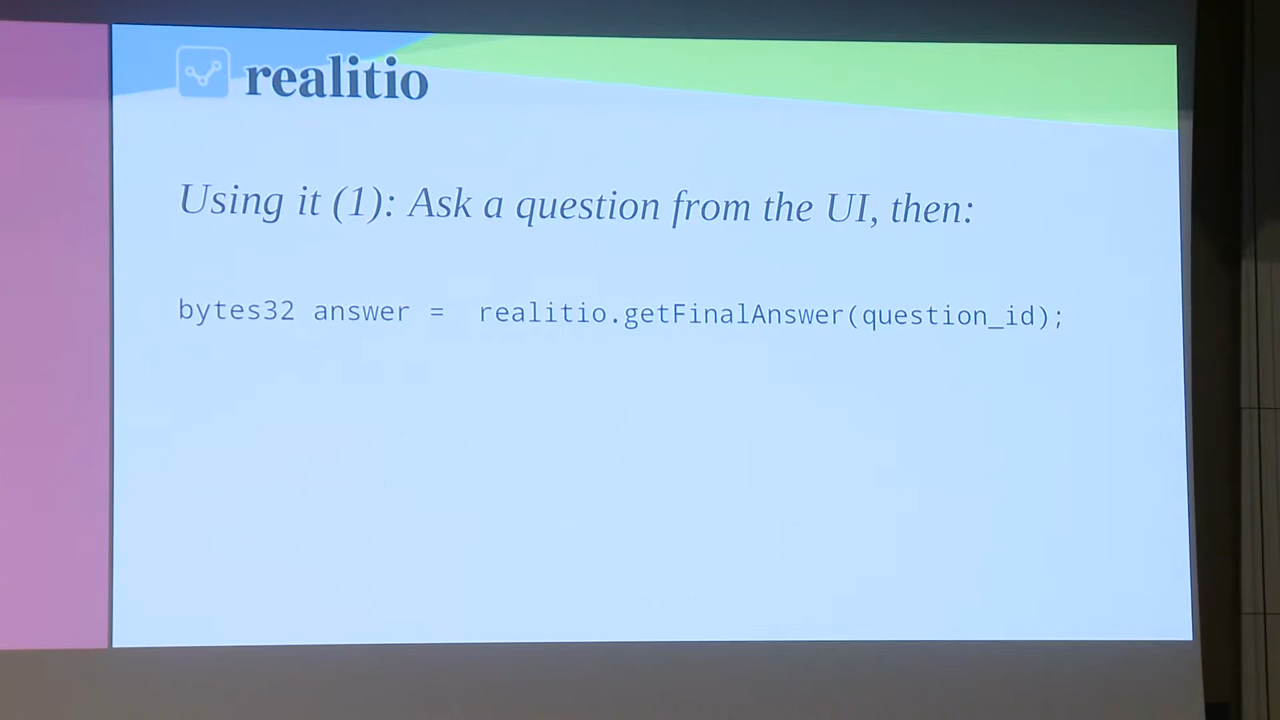 realitio
Using it (1): Ask a question from the UI, then:
bytes32 answer = realitio.getFinalAnswer(question_id);